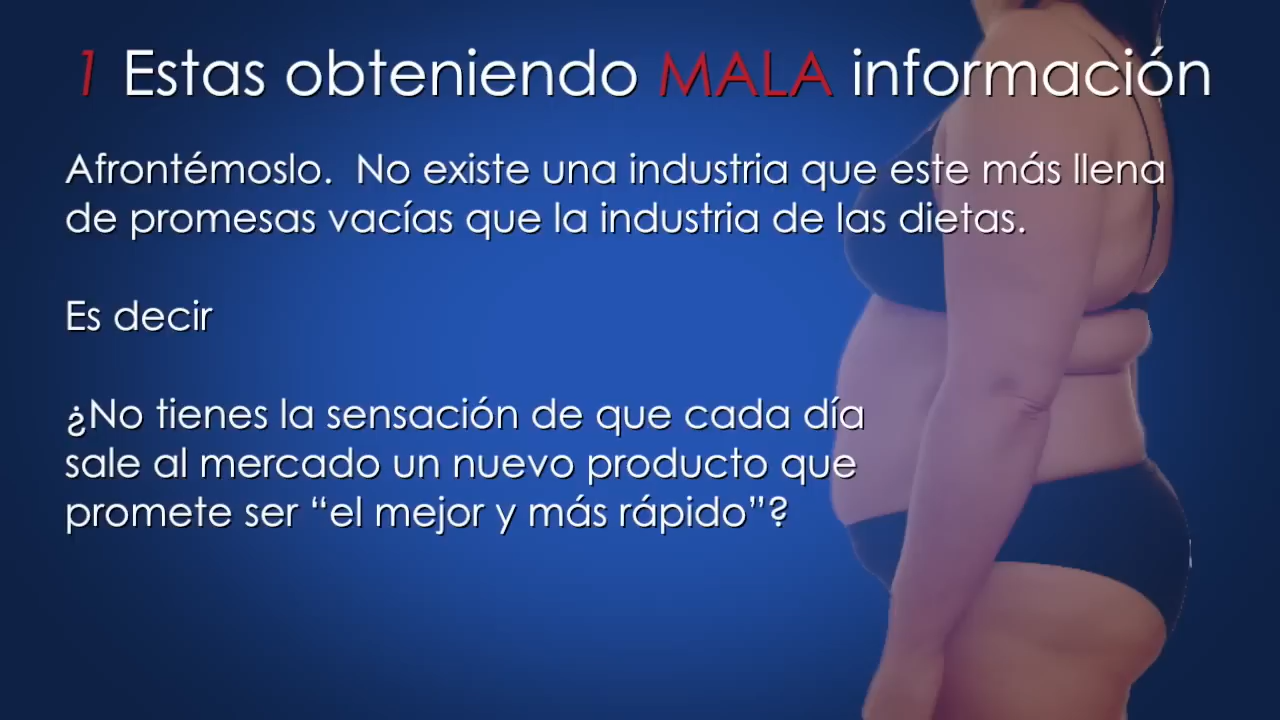 1 Estas obteniendo MALA información
Afrontémoslo. No existe una industria que este más llena
de promesas vacías que la industria de las dietas.
Es decir
¿No tienes la sensación de que cada día
sale al mercado un nuevo producto que
promete ser “el mejor y más rápido”?